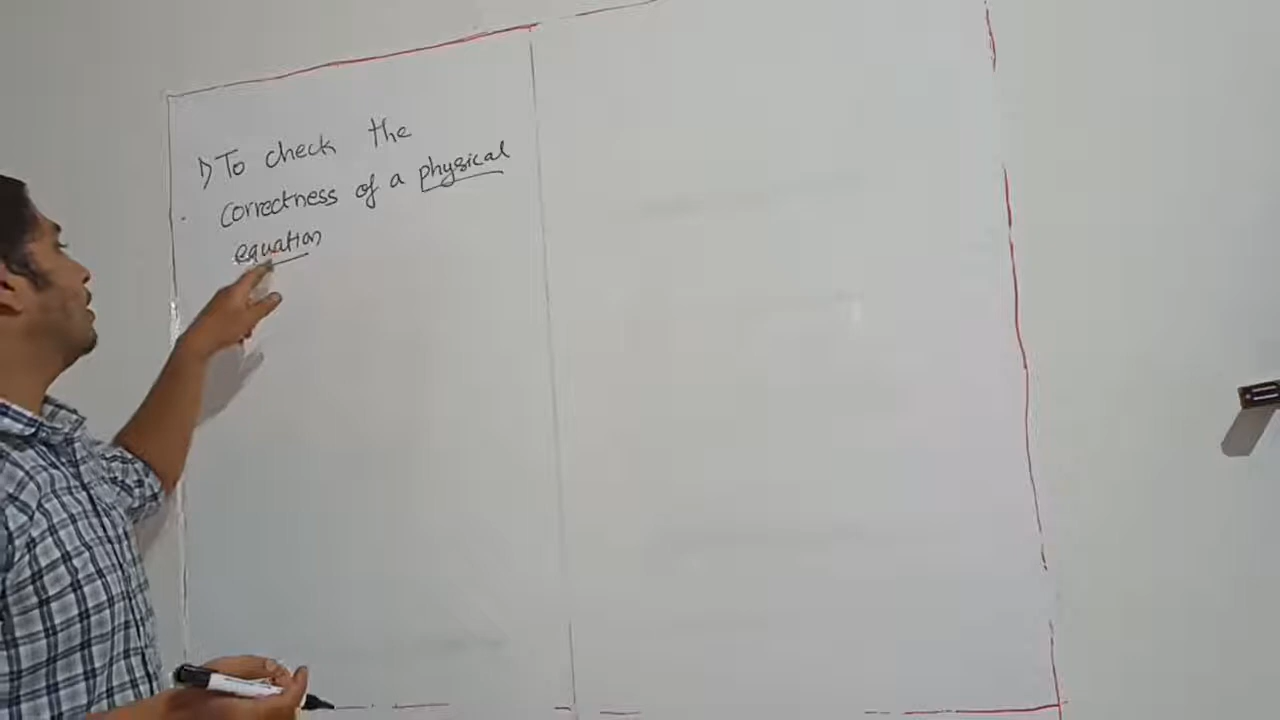 1) To check the
correctness of a physical
equation